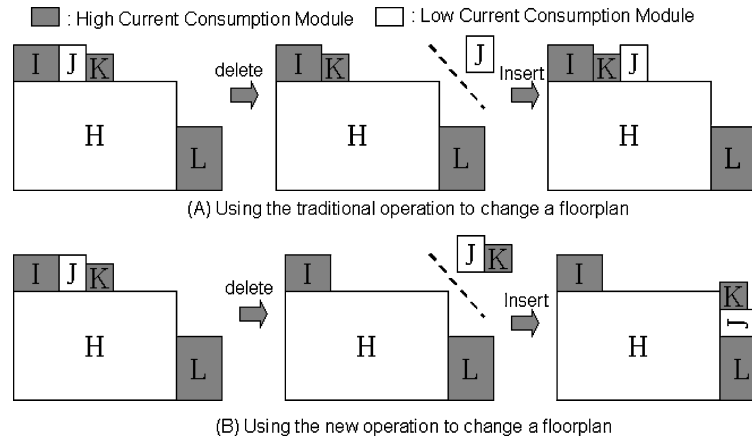 : High Current Consumption Module : Low Current Consumption Module
I J K delete I K J Insert I K J
H L H L H L
(A) Using the traditional operation to change a floorplan
I J K delete I J K Insert K
J
H L H L H L
(B) Using the new operation to change a floorplan